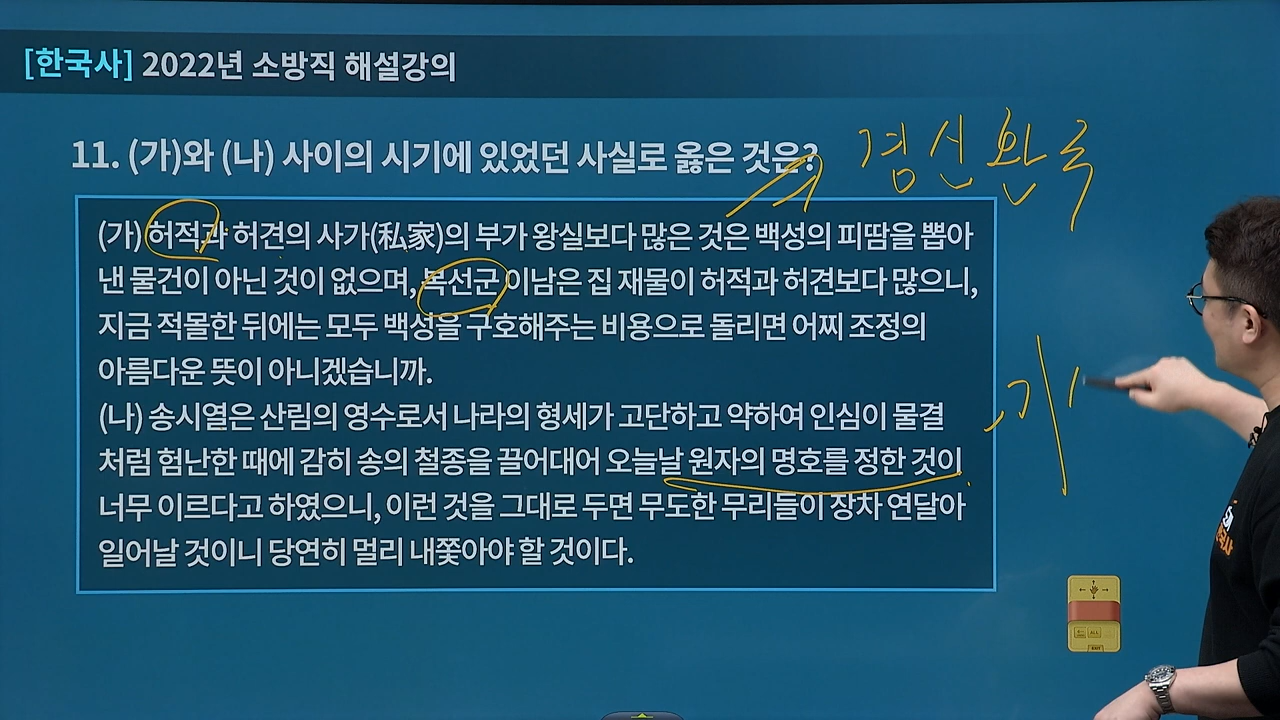 [한국사] 2022년 소방직 해설강의
11. (가)와 (나) 사이의 시기에 있었던 사실로 옳은 것은?
경신환국
(가) 허적과 허견의 사가(私家)의 부가 왕실보다 많은 것은 백성의 피땀을 뽑아
낸 물건이 아닌 것이 없으며, 복선군 이남은 집 재물이 허적과 허견보다 많으니,
지금 적몰한 뒤에는 모두 백성을 구호해주는 비용으로 돌리면 어찌 조정의
아름다운 뜻이 아니겠습니까.
(나) 송시열은 산림의 영수로서 나라의 형세가 고단하고 약하여 인심이 물결
처럼 험난한 때에 감히 송의 철종을 끌어대어 오늘날 원자의 명호를 정한 것이
너무 이르다고 하였으니, 이런 것을 그대로 두면 무도한 무리들이 장차 연달아
일어날 것이니 당연히 멀리 내쫓아야 할 것이다.
ALL
EXIT